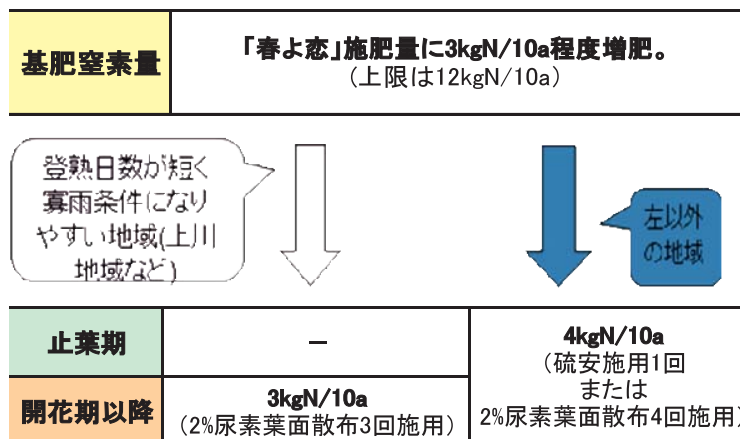 基肥窒素量
「春よ恋」施肥量に3kgN/10a程度増肥。
(上限は12kgN/10a)
登熟日数が短く
寡雨条件になり
やすい地域(上川
地域など)
左以外
の地域
止葉期
－
4kgN/10a
(硫安施用1回
または
2%尿素葉面散布4回施用)
開花期以降
3kgN/10a
(2%尿素葉面散布3回施用)